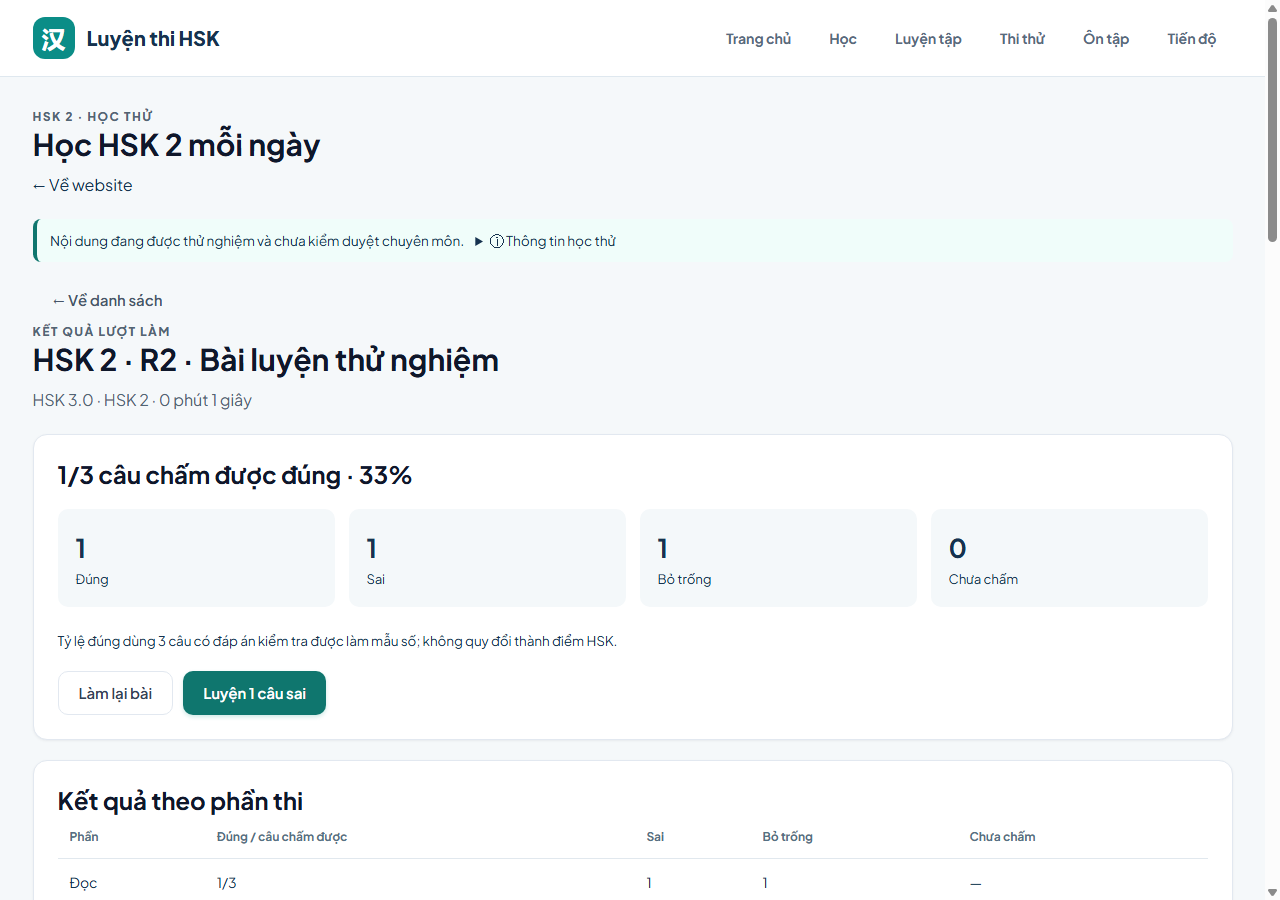 汉 Luyện thi HSK
Trang chủ Học Luyện tập Thi thử Ôn tập Tiến độ
HSK 2 · HỌC THỬ
Học HSK 2 mỗi ngày
← Về website
Nội dung đang được thử nghiệm và chưa kiểm duyệt chuyên môn. ▶ ⓘ Thông tin học thử
← Về danh sách
KẾT QUẢ LƯỢT LÀM
HSK 2 · R2 · Bài luyện thử nghiệm
HSK 3.0 · HSK 2 · 0 phút 1 giây
1/3 câu chấm được đúng · 33%
1 1 1 0
Đúng Sai Bỏ trống Chưa chấm
Tỷ lệ đúng dùng 3 câu có đáp án kiểm tra được làm mẫu số; không quy đổi thành điểm HSK.
Làm lại bài Luyện 1 câu sai
Kết quả theo phần thi
Phần Đúng / câu chấm được Sai Bỏ trống Chưa chấm
Đọc 1/3 1 1 —